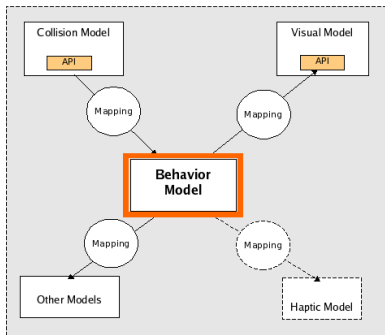 Collision Model
API
Visual Model
API
Mapping
Mapping
Behavior
Model
Mapping
Mapping
Other Models
Haptic Model